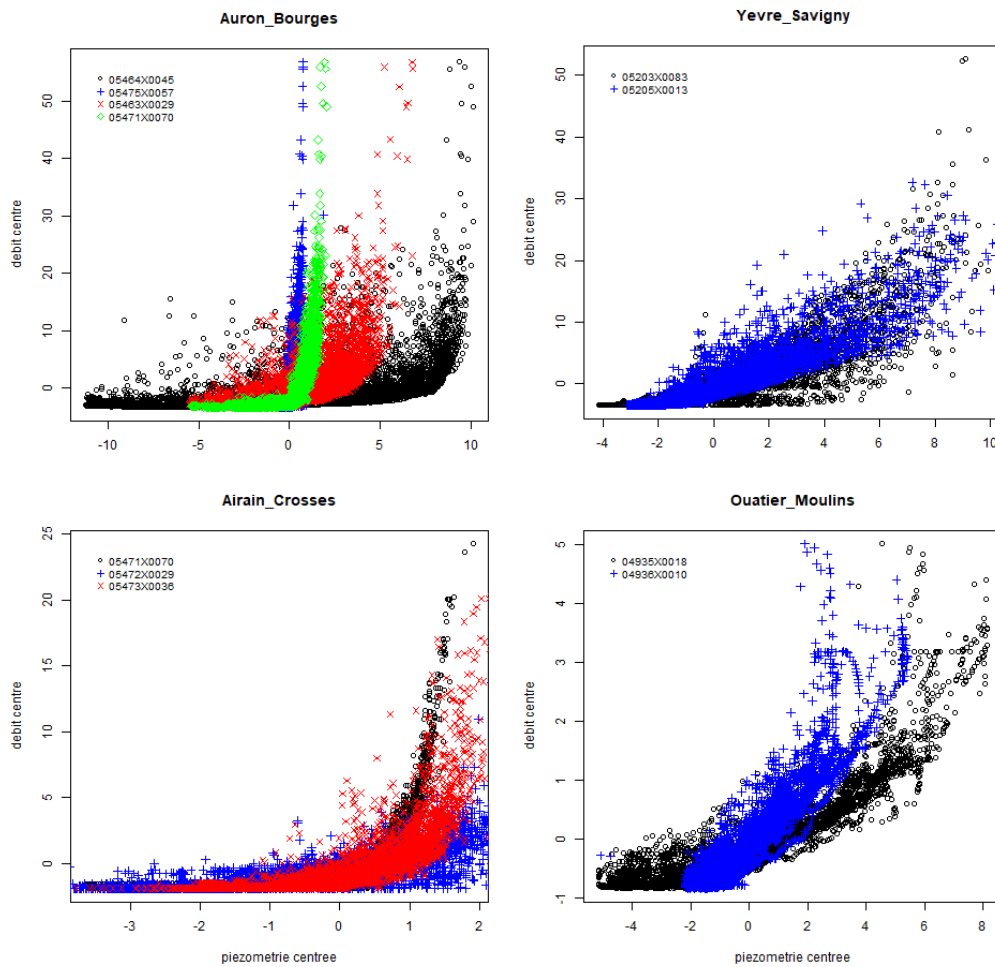 Auron_Bourges
debit centre
50
40
30
20
10
0
05464X0045
05475X0057
05463X0029
05471X0070
-10
-5
0
5
10
Yevre_Savigny
debit centre
50
40
30
20
10
0
05203X0083
05205X0013
-4
-2
0
2
4
6
8
10
Airain_Crosses
debit centre
25
20
15
10
5
0
05471X0070
05472X0029
05473X0036
-3
-2
-1
0
1
2
piezometrie centree
Ouatier_Moulins
debit centre
5
4
3
2
1
0
-1
04935X0018
04936X0010
-4
-2
0
2
4
6
8
piezometrie centree